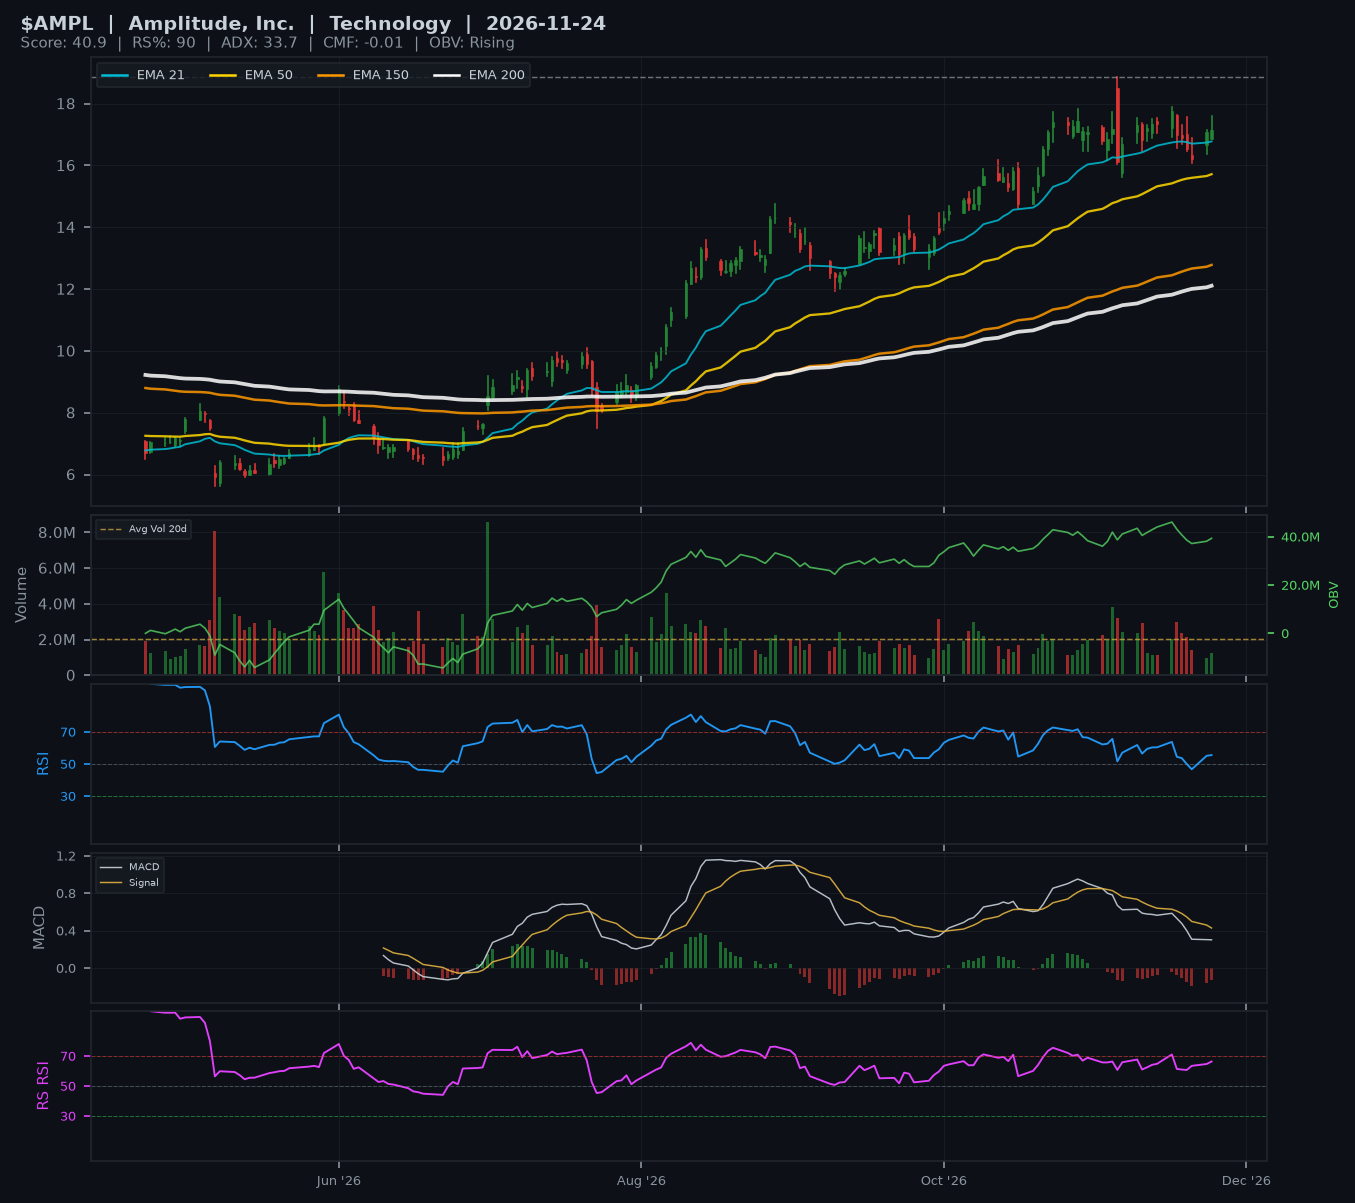 $AMPL | Amplitude, Inc. | Technology | 2026-11-24
Score: 40.9 | RS%: 90 | ADX: 33.7 | CMF: -0.01 | OBV: Rising
EMA 21 EMA 50 EMA 150 EMA 200
18
16
14
12
10
8
6
Avg Vol 20d
8.0M
6.0M
4.0M
2.0M
0
Volume
40.0M
20.0M
0
OBV
70
50
30
RSI
MACD
Signal
1.2
0.8
0.4
0.0
MACD
70
50
30
RS RSI
Jun '26 Aug '26 Oct '26 Dec '26